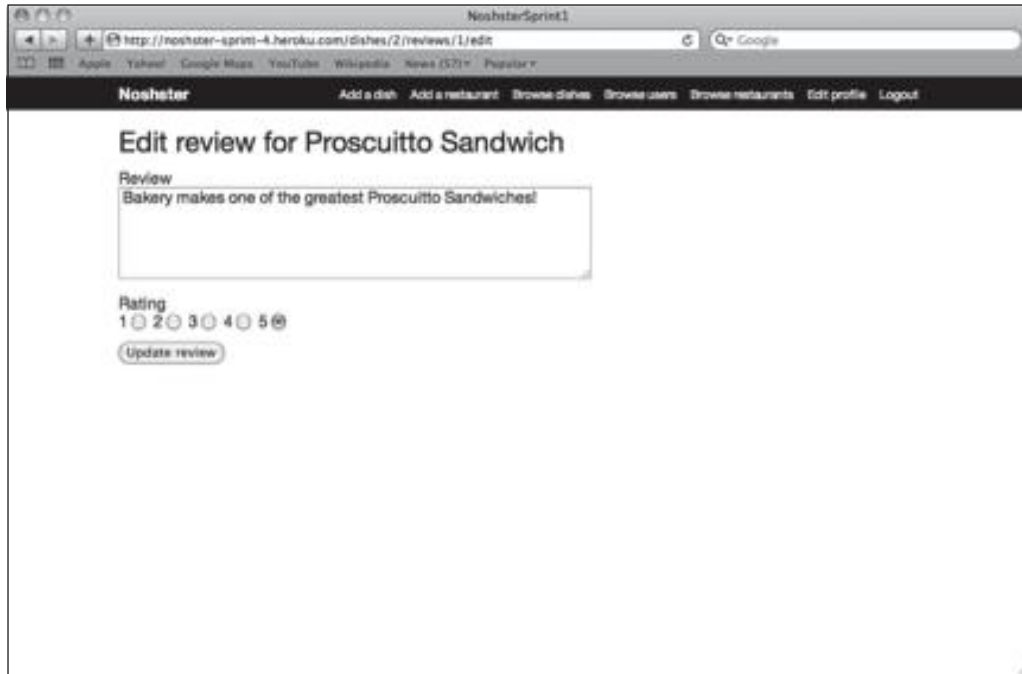 NoshsterSprint1
http://noshster-sprint-4.heroku.com/dishes/2/reviews/1/edit
Google
Apple Yahoo! Google Maps YouTube Wikipedia News (57) Popular
Noshster Add a dish Add a restaurant Browse dishes Browse users Browse restaurants Edit profile Logout
Edit review for Proscuitto Sandwich
Review
Bakery makes one of the greatest Proscuitto Sandwiches!
Rating
1 2 3 4 5
Update review